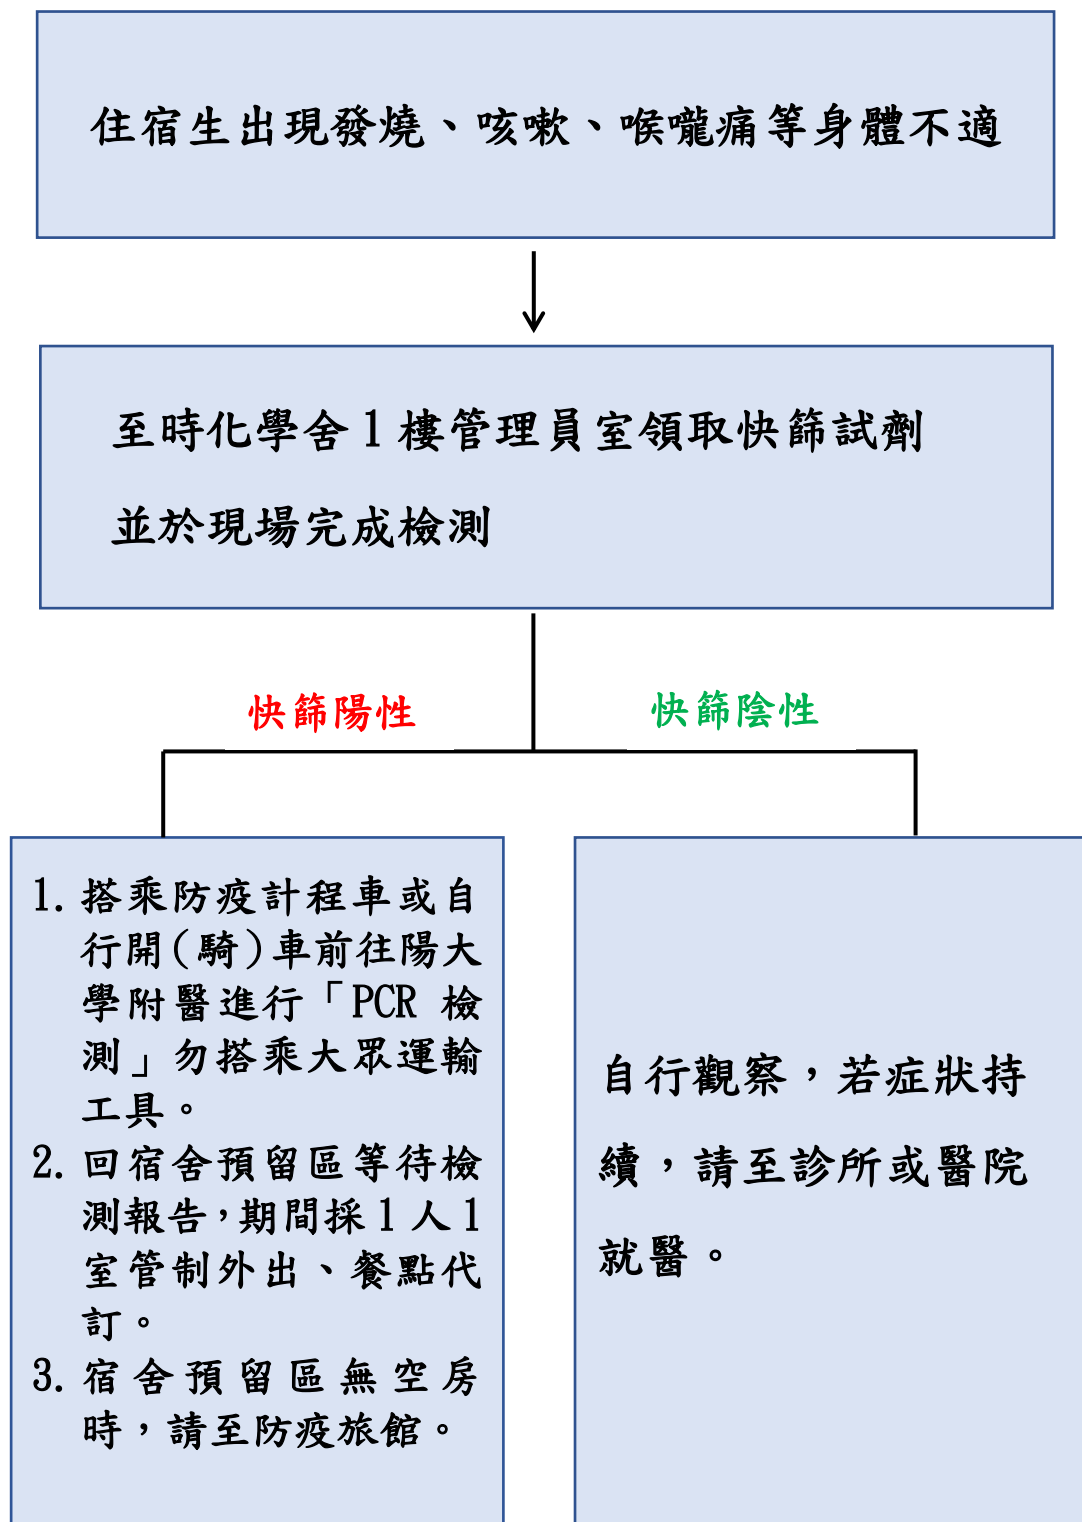 住宿生出現發燒、咳嗽、喉嚨痛等身體不適
至時化學舍1樓管理員室領取快篩試劑
並於現場完成檢測
快篩陽性
快篩陰性
1. 搭乘防疫計程車或自
行開(騎)車前往陽大
學附醫進行「PCR 檢
測」勿搭乘大眾運輸
工具。
2. 回宿舍預留區等待檢
測報告，期間採1人1
室管制外出、餐點代
訂。
3. 宿舍預留區無空房
時，請至防疫旅館。
自行觀察，若症狀持
續，請至診所或醫院
就醫。